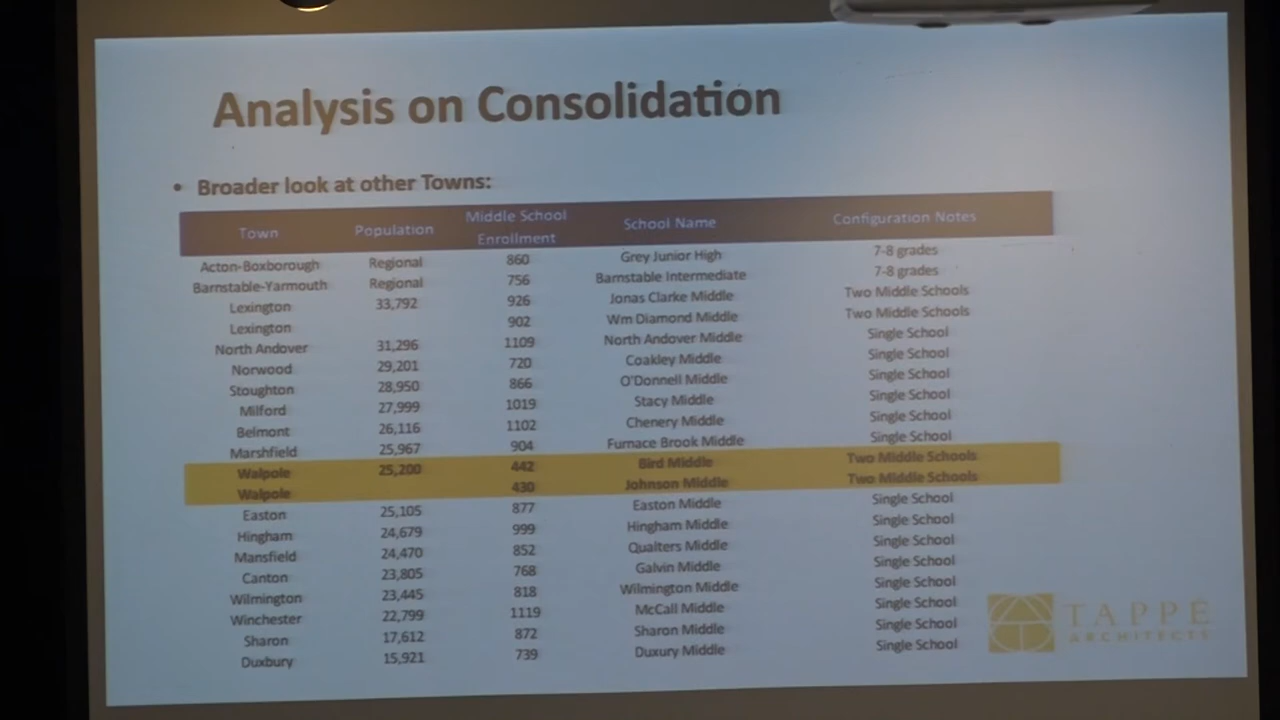 Analysis on Consolidation
• Broader look at other Towns:
Town Population Middle School Enrollment School Name Configuration Notes
Acton-Boxborough Regional 860 Grey Junior High 7-8 grades
Barnstable-Yarmouth Regional 756 Barnstable Intermediate 7-8 grades
Lexington 33,792 926 Jonas Clarke Middle Two Middle Schools
Lexington 902 Wm Diamond Middle Two Middle Schools
North Andover 31,296 1109 North Andover Middle Single School
Norwood 29,201 720 Coakley Middle Single School
Stoughton 28,950 866 O'Donnell Middle Single School
Milford 27,999 1019 Stacy Middle Single School
Belmont 26,116 1102 Chenery Middle Single School
Marshfield 25,967 904 Furnace Brook Middle Single School
Walpole 25,200 442 Bird Middle Two Middle Schools
Walpole 430 Johnson Middle Two Middle Schools
Easton 25,105 877 Easton Middle Single School
Hingham 24,679 999 Hingham Middle Single School
Mansfield 24,470 852 Qualters Middle Single School
Canton 23,805 768 Galvin Middle Single School
Wilmington 23,445 818 Wilmington Middle Single School
Winchester 22,799 1119 McCall Middle Single School
Sharon 17,612 872 Sharon Middle Single School
Duxbury 15,921 739 Duxury Middle Single School
TAPPÉ
ARCHITECTS